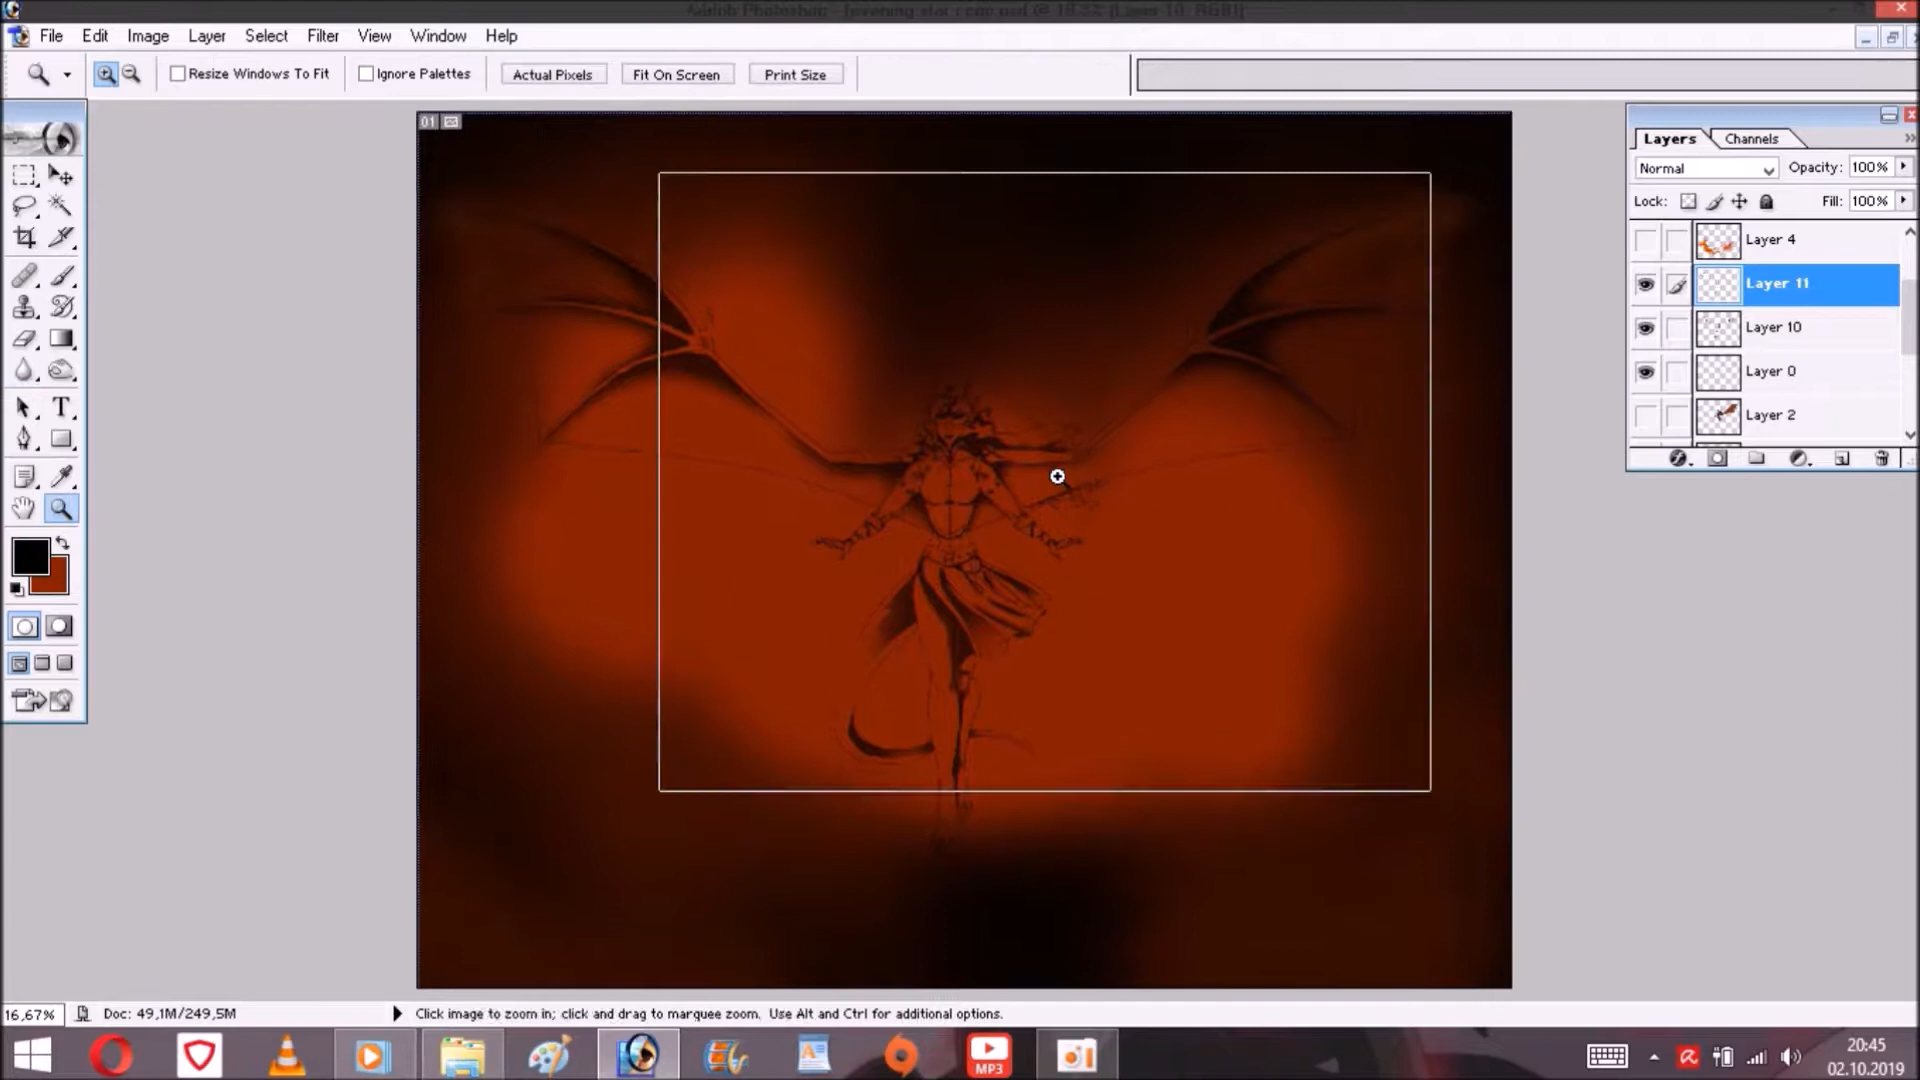 File Edit Image Layer Select Filter View Window Help
Resize Windows To Fit Ignore Palettes Actual Pixels Fit On Screen Print Size
01
Layers Channels
Normal Opacity: 100%
Lock: Fill: 100%
Layer 4
Layer 11
Layer 10
Layer 0
Layer 2
T
16,67% Doc: 49,1M/249,5M Click image to zoom in; click and drag to marquee zoom. Use Alt and Ctrl for additional options.
MP3
20:45
02.10.2019